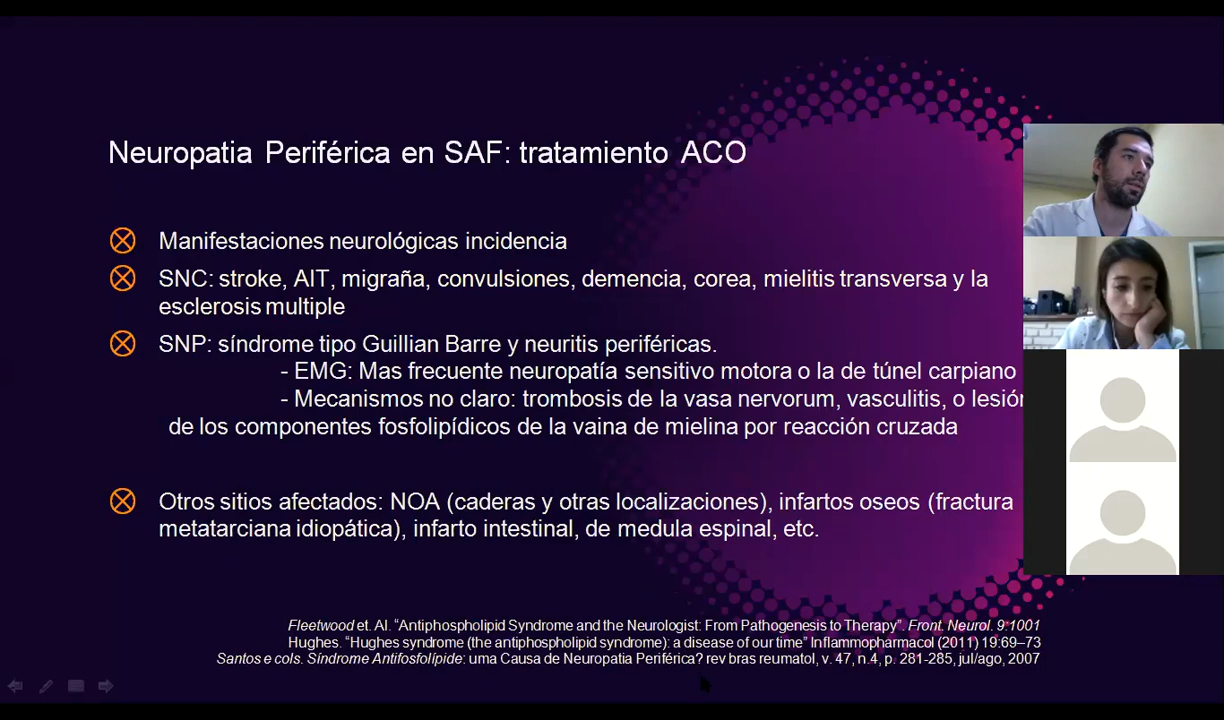 Neuropatia Periférica en SAF: tratamiento ACO
Manifestaciones neurológicas incidencia
SNC: stroke, AIT, migraña, convulsiones, demencia, corea, mielitis transversa y la
esclerosis multiple
SNP: síndrome tipo Guillian Barre y neuritis periféricas.
- EMG: Mas frecuente neuropatía sensitivo motora o la de túnel carpiano
- Mecanismos no claro: trombosis de la vasa nervorum, vasculitis, o lesión
de los componentes fosfolipídicos de la vaina de mielina por reacción cruzada
Otros sitios afectados: NOA (caderas y otras localizaciones), infartos oseos (fractura
metatarciana idiopática), infarto intestinal, de medula espinal, etc.
Fleetwood et. Al. “Antiphospholipid Syndrome and the Neurologist: From Pathogenesis to Therapy”. Front. Neurol. 9:1001
Hughes. “Hughes syndrome (the antiphospholipid syndrome): a disease of our time” Inflammopharmacol (2011) 19:69–73
Santos e cols. Síndrome Antifosfolípide: uma Causa de Neuropatia Periférica? rev bras reumatol, v. 47, n.4, p. 281-285, jul/ago, 2007